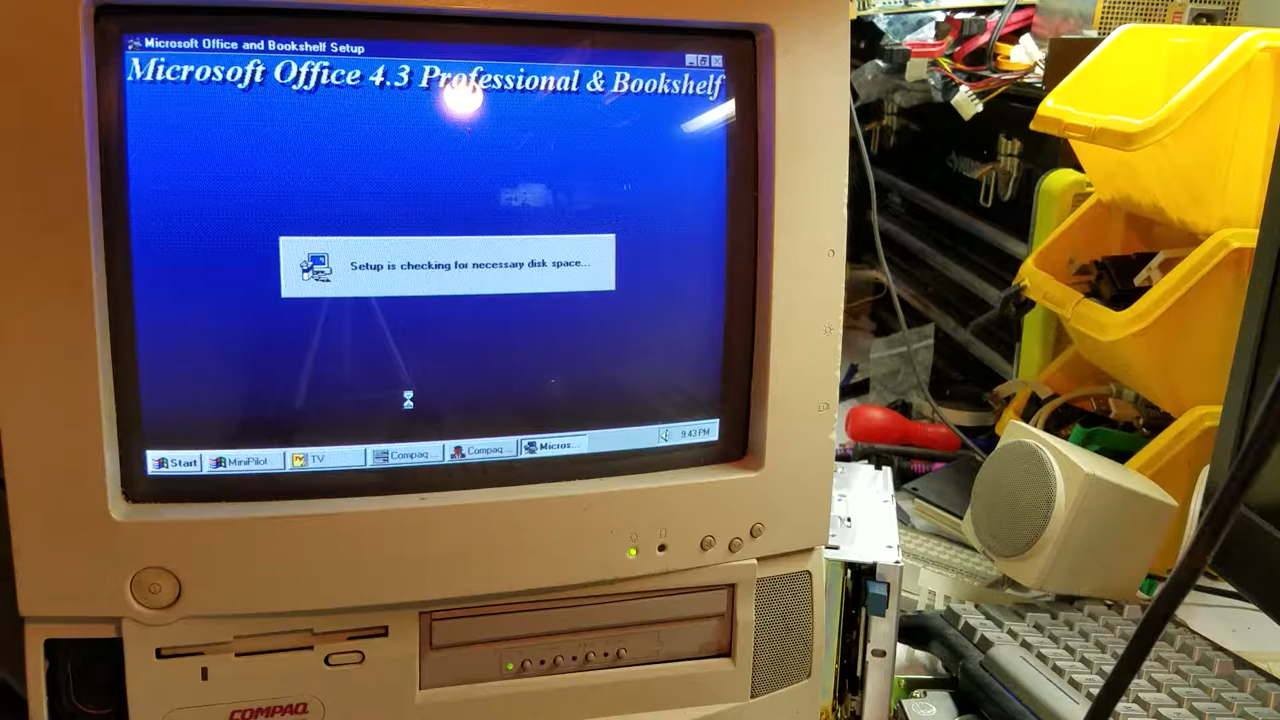 Microsoft Office and Bookshelf Setup
Microsoft Office 4.3 Professional & Bookshelf
Setup is checking for necessary disk space...
Start
MiniPilot
TV
Compaq ...
Compaq ...
Micros...
9:43 PM
COMPAQ